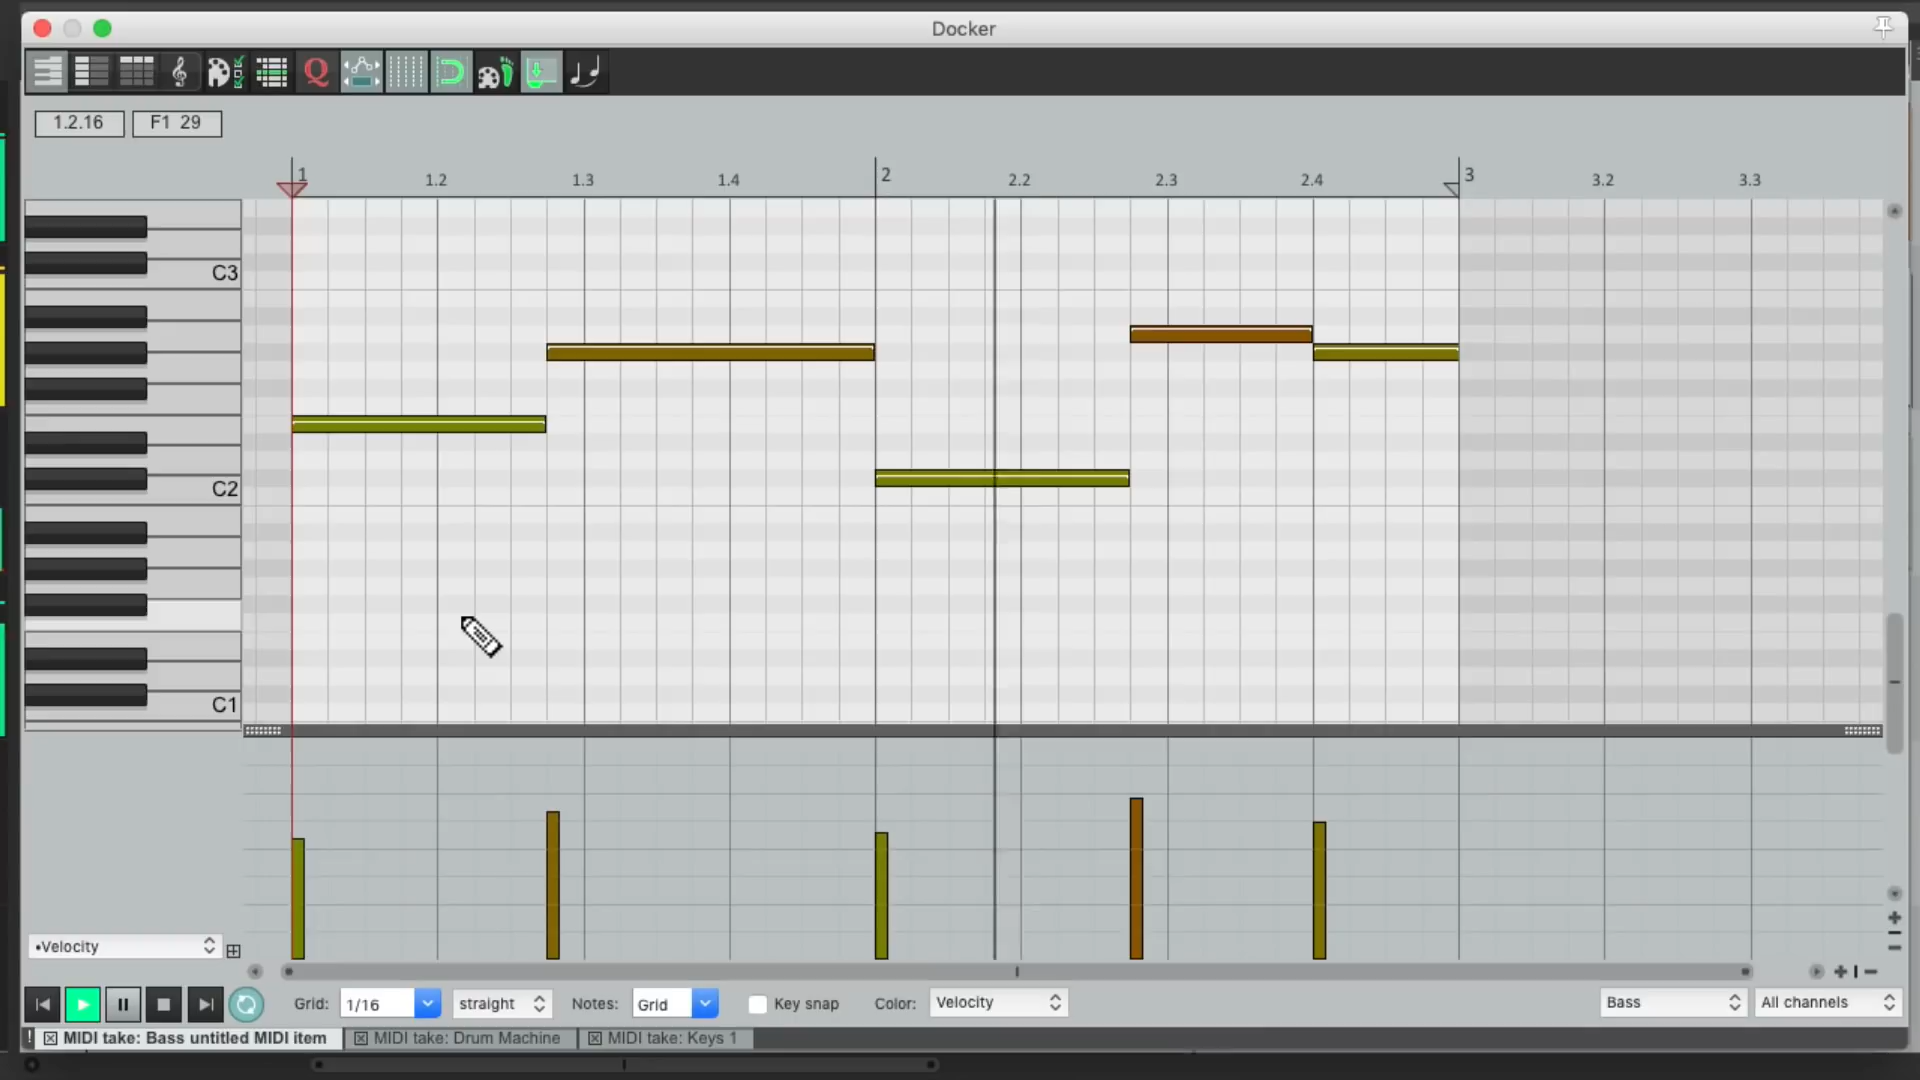 Docker
Q
1.2.16 F1 29
1 1.2 1.3 1.4 2 2.2 2.3 2.4 3 3.2 3.3
C3
C2
C1
•Velocity
Grid: 1/16 straight Notes: Grid Key snap Color: Velocity Bass All channels
! MIDI take: Bass untitled MIDI item MIDI take: Drum Machine MIDI take: Keys 1